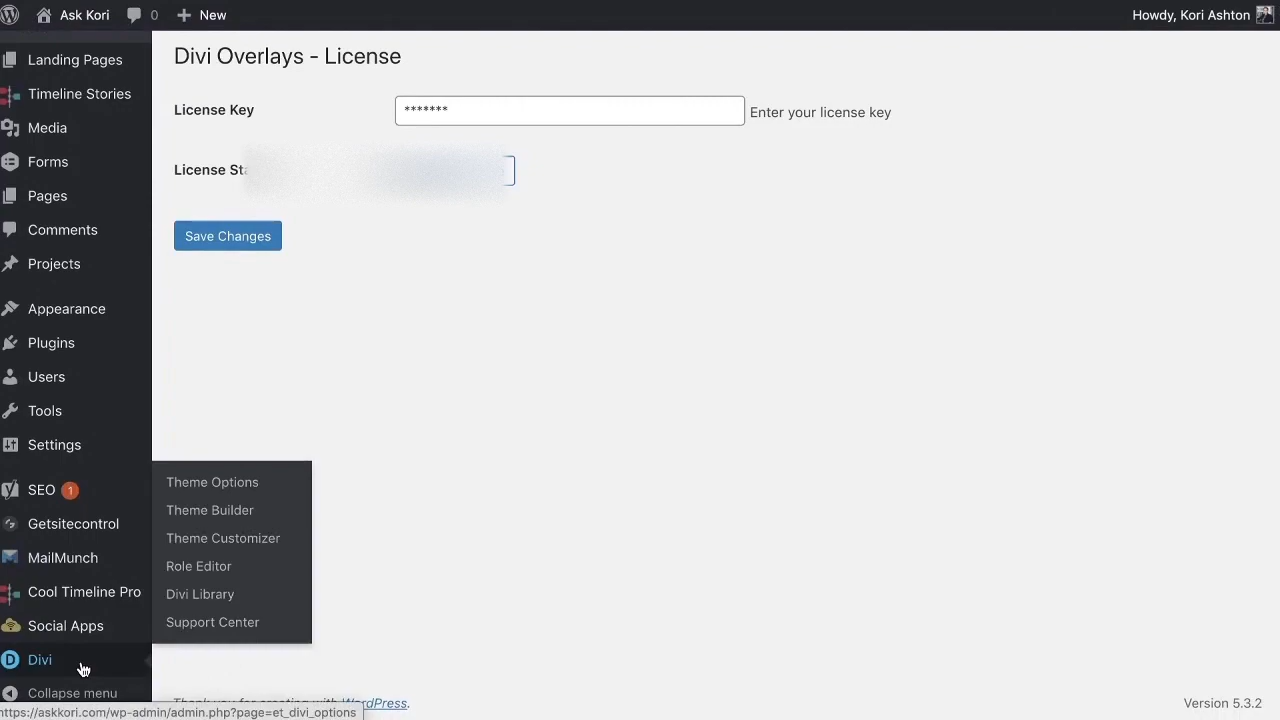 Ask Kori 0 New Howdy, Kori Ashton
Landing Pages
Timeline Stories
Media
Forms
Pages
Comments
Projects
Appearance
Plugins
Users
Tools
Settings
SEO 1
Getsitecontrol
MailMunch
Cool Timeline Pro
Social Apps
Divi
Collapse menu
Theme Options
Theme Builder
Theme Customizer
Role Editor
Divi Library
Support Center
Divi Overlays - License
License Key ******* Enter your license key
License Sta
Save Changes
Thank you for creating with WordPress. Version 5.3.2
https://askkori.com/wp-admin/admin.php?page=et_divi_options